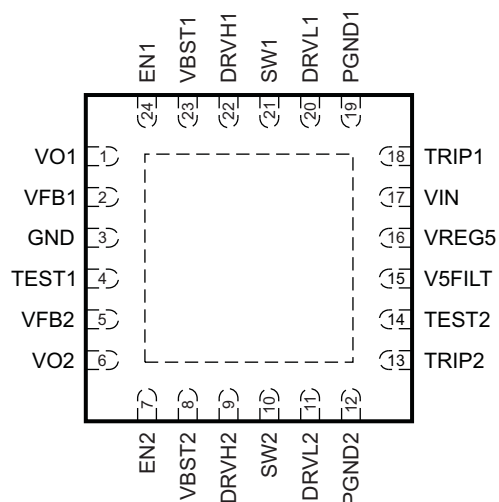 EN1
VBST1
DRVH1
SW1
DRVL1
PGND1
24
23
22
21
20
19
VO1 1
18 TRIP1
VFB1 2
17 VIN
GND 3
16 VREG5
TEST1 4
15 V5FILT
VFB2 5
14 TEST2
VO2 6
13 TRIP2
7
8
9
10
11
12
EN2
VBST2
DRVH2
SW2
DRVL2
PGND2